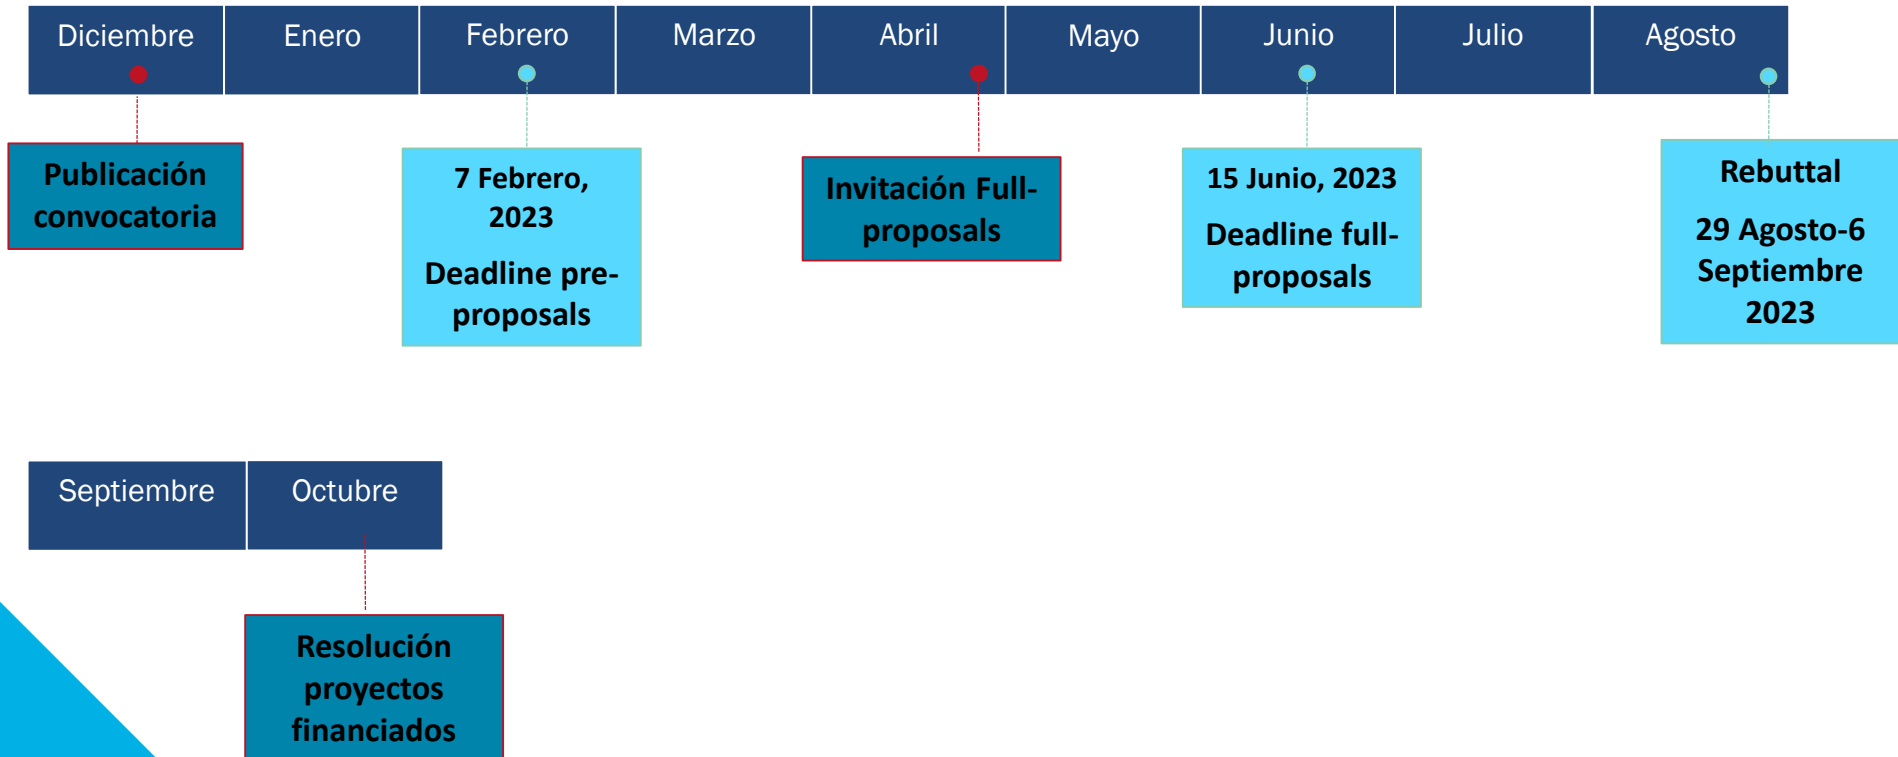 Diciembre
Enero
Febrero
Marzo
Abril
Mayo
Junio
Julio
Agosto
Publicación
convocatoria
7 Febrero,
2023
Deadline pre-
proposals
Invitación Full-
proposals
15 Junio, 2023
Deadline full-
proposals
Rebuttal
29 Agosto-6
Septiembre
2023
Septiembre
Octubre
Resolución
proyectos
financiados